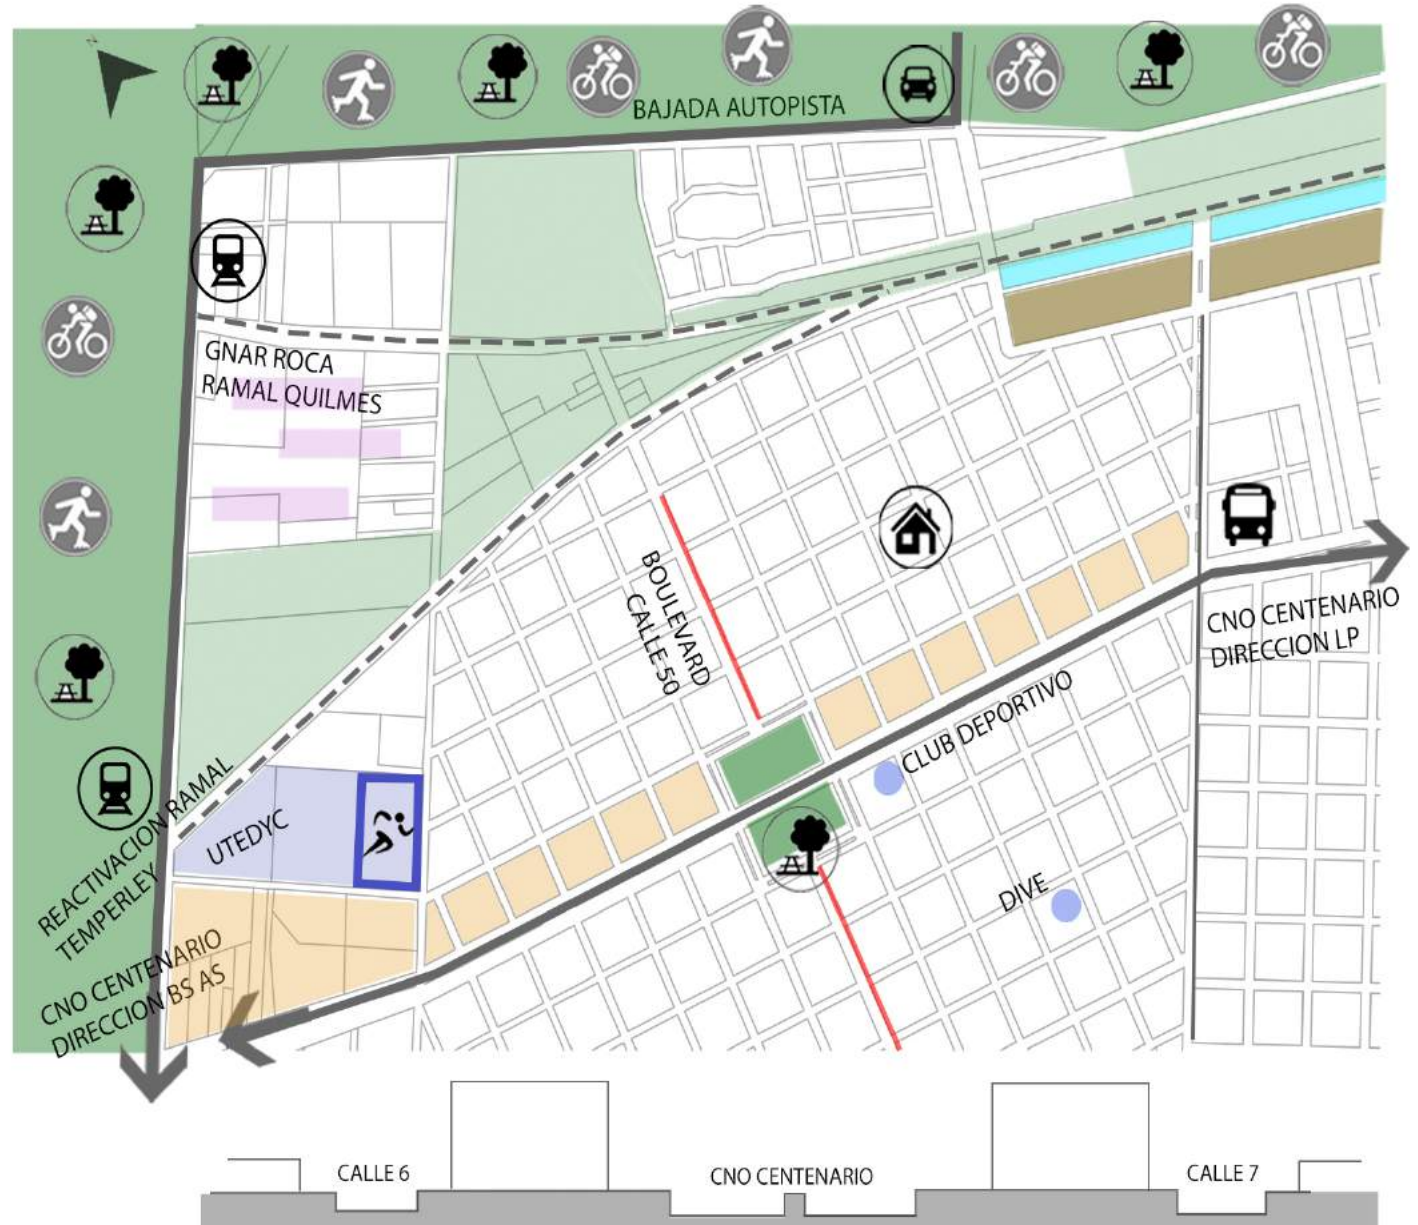 BAJADA AUTOPISTA
GNAR ROCA
RAMAL QUILMES
BOULEVARD
CALLE 50
CNO CENTENARIO
DIRECCION LP
CLUB DEPORTIVO
DIVE
UTEDYC
REACTIVACION RAMAL
TEMPERLEY
CNO CENTENARIO
DIRECCION BS AS
CALLE 6
CNO CENTENARIO
CALLE 7